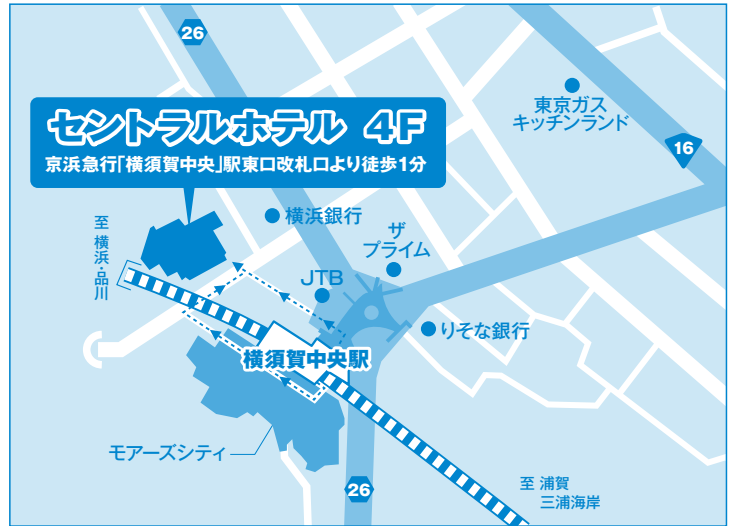 26
東京ガス
キッチンランド
16
セントラルホテル 4F
京浜急行「横須賀中央」駅東口改札口より徒歩1分
至 横浜・品川
横浜銀行
ザ
プライム
JTB
りそな銀行
横須賀中央駅
モアーズシティ
26
至 浦賀
三浦海岸